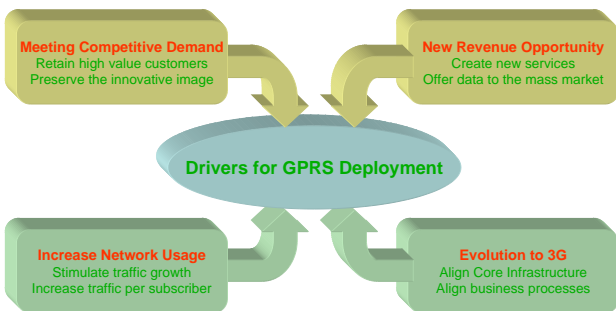 Meeting Competitive Demand
Retain high value customers
Preserve the innovative image
New Revenue Opportunity
Create new services
Offer data to the mass market
Drivers for GPRS Deployment
Increase Network Usage
Stimulate traffic growth
Increase traffic per subscriber
Evolution to 3G
Align Core Infrastructure
Align business processes